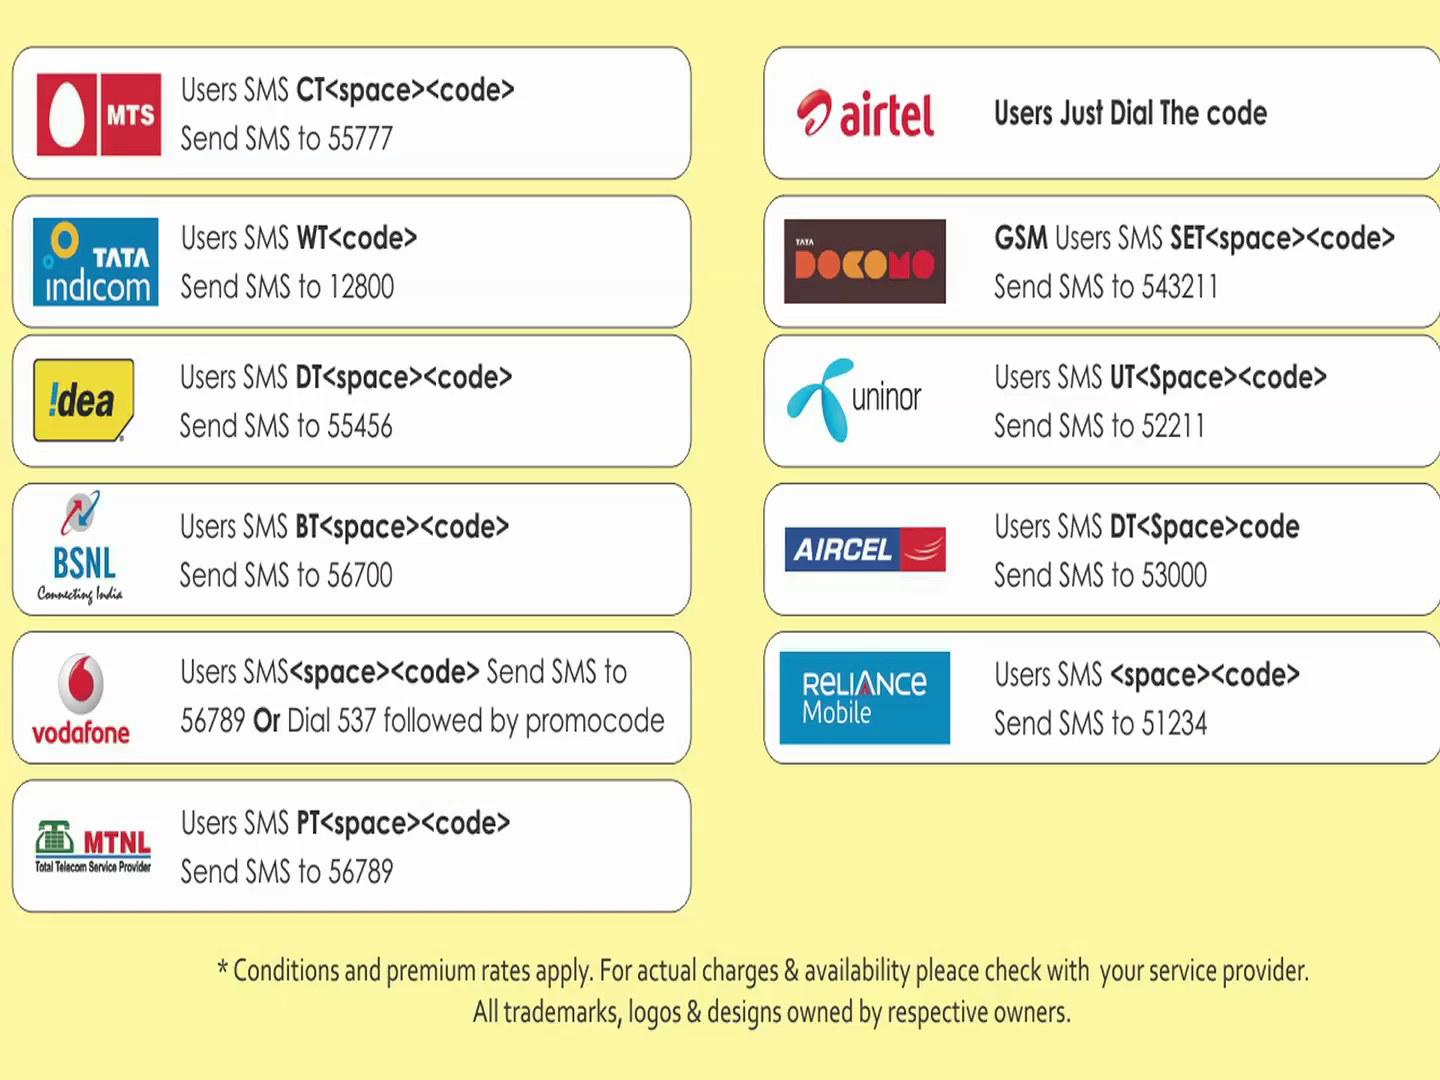 MTS
Users SMS CT<space><code>
Send SMS to 55777
airtel
Users Just Dial The code
TATA
indicom
Users SMS WT<code>
Send SMS to 12800
TATA
DOCOMO
GSM Users SMS SET<space><code>
Send SMS to 543211
!dea
Users SMS DT<space><code>
Send SMS to 55456
uninor
Users SMS UT<Space><code>
Send SMS to 52211
BSNL
Connecting India
Users SMS BT<space><code>
Send SMS to 56700
AIRCEL
Users SMS DT<Space>code
Send SMS to 53000
vodafone
Users SMS<space><code> Send SMS to
56789 Or Dial 537 followed by promocode
RELIANCE
Mobile
Users SMS <space><code>
Send SMS to 51234
MTNL
Total Telecom Service Provider
Users SMS PT<space><code>
Send SMS to 56789
* Conditions and premium rates apply. For actual charges & availability pleace check with your service provider.
All trademarks, logos & designs owned by respective owners.